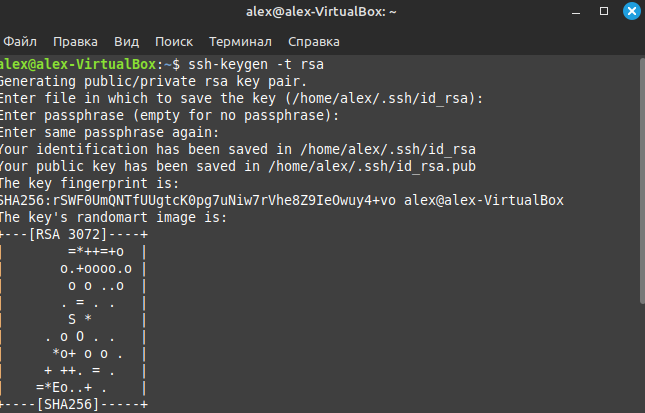 alex@alex-VirtualBox: ~
Файл Правка Вид Поиск Терминал Справка
alex@alex-VirtualBox:~$ ssh-keygen -t rsa
Generating public/private rsa key pair.
Enter file in which to save the key (/home/alex/.ssh/id_rsa):
Enter passphrase (empty for no passphrase):
Enter same passphrase again:
Your identification has been saved in /home/alex/.ssh/id_rsa
Your public key has been saved in /home/alex/.ssh/id_rsa.pub
The key fingerprint is:
SHA256:rSWF0UmQNTfUUgtcK0pg7uNiw7rVhe8Z9IeOwuy4+vo alex@alex-VirtualBox
The key's randomart image is:
+---[RSA 3072]----+
|        =*++=+o  |
|       o.+oooo.o |
|        o o ..o  |
|       . = . .   |
|        S *      |
|     . o O . .   |
|      *o+ o o .  |
|     + ++. = .   |
|    =*Eo..+ .    |
+----[SHA256]-----+